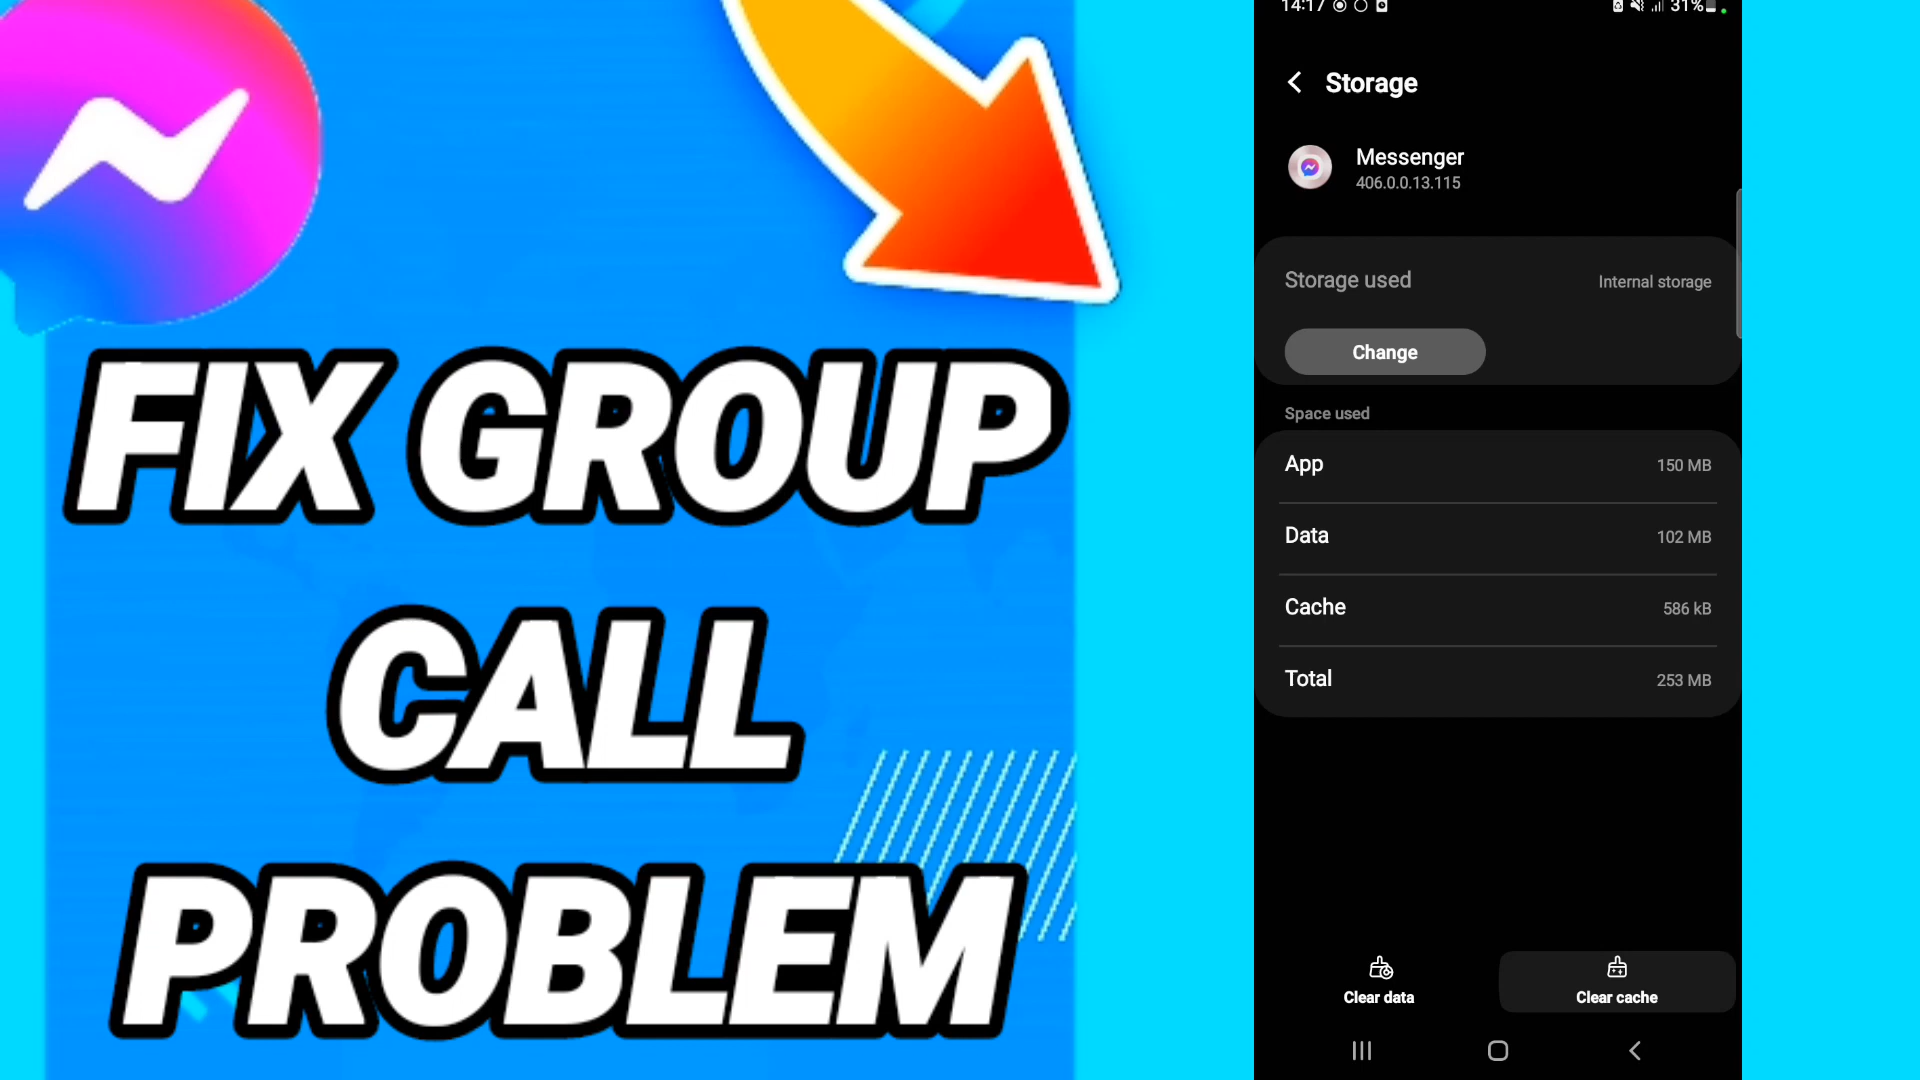 FIX GROUP
CALL
PROBLEM
14:17 31%
Storage
Messenger
406.0.0.13.115
Storage used Internal storage
Change
Space used
App 150 MB
Data 102 MB
Cache 586 kB
Total 253 MB
Clear data Clear cache